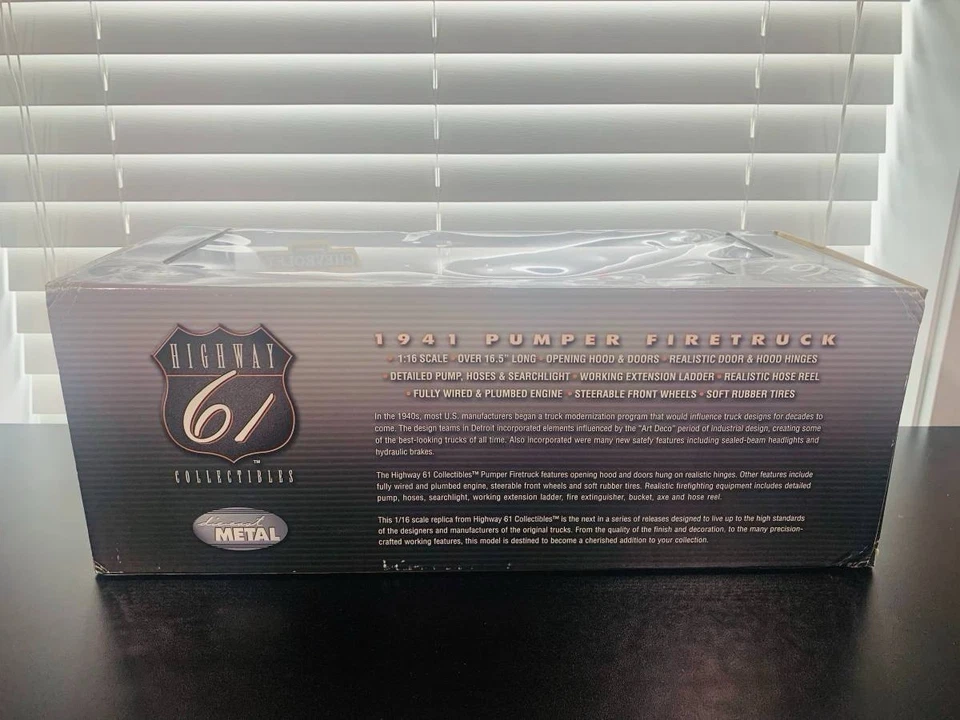 HIGHWAY
61
™
COLLECTIBLES
die-cast
METAL
1941 PUMPER FIRETRUCK
• 1:16 SCALE • OVER 16.5" LONG • OPENING HOOD & DOORS • REALISTIC DOOR & HOOD HINGES
• DETAILED PUMP, HOSES & SEARCHLIGHT • WORKING EXTENSION LADDER • REALISTIC HOSE REEL
• FULLY WIRED & PLUMBED ENGINE • STEERABLE FRONT WHEELS • SOFT RUBBER TIRES
In the 1940s, most U.S. manufacturers began a truck modernization program that would influence truck designs for decades to
come. The design teams in Detroit incorporated elements influenced by the "Art Deco" period of industrial design, creating some
of the best-looking trucks of all time. Also incorporated were many new satefy features including sealed-beam headlights and
hydraulic brakes.
The Highway 61 Collectibles™ Pumper Firetruck features opening hood and doors hung on realistic hinges. Other features include
fully wired and plumbed engine, steerable front wheels and soft rubber tires. Realistic firefighting equipment includes detailed
pump, hoses, searchlight, working extension ladder, fire extinguisher, bucket, axe and hose reel.
This 1/16 scale replica from Highway 61 Collectibles™ is the next in a series of releases designed to live up to the high standards
of the designers and manufacturers of the original trucks. From the quality of the finish and decoration, to the many precision-
crafted working features, this model is destined to become a cherished addition to your collection.